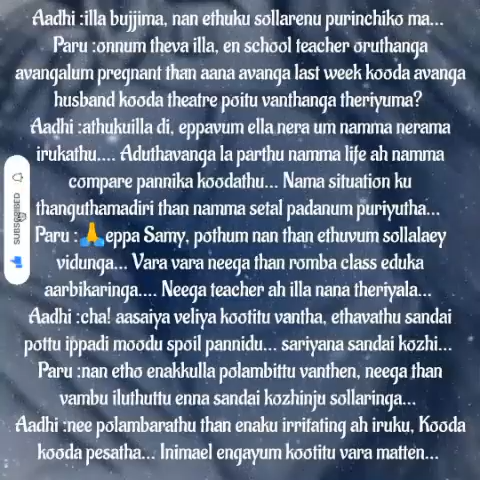 Aadhi :illa bujjima, nan ethuku sollarenu purinchiko ma...
Paru :onnum theva illa, en school teacher oruthanga
avangalum pregnant than aana avanga last week kooda avanga
husband kooda theatre poitu vanthanga theriyuma?
Aadhi :athukuilla di, eppavum ella nera um namma nerama
irukathu.... Aduthavanga la parthu namma life ah namma
compare pannika koodathu... Nama situation ku
thanguthamadiri than namma setal padanum puriyutha...
Paru :🙏eppa Samy, pothum nan than ethuvum sollalaey
vidunga... Vara vara neega than romba class eduka
aarbikaringa.... Neega teacher ah illa nana theriyala...
Aadhi :cha! aasaiya veliya kootitu vantha, ethavathu sandai
pottu ippadi moodu spoil pannidu... sariyana sandai kozhi...
Paru :nan etho enakkulla polambittu vanthen, neega than
vambu iluthuttu enna sandai kozhinju sollaringa...
Aadhi :nee polambarathu than enaku irritating ah iruku, Kooda
kooda pesatha... Inimael engayum kootitu vara matten...
SUBSCRIBED